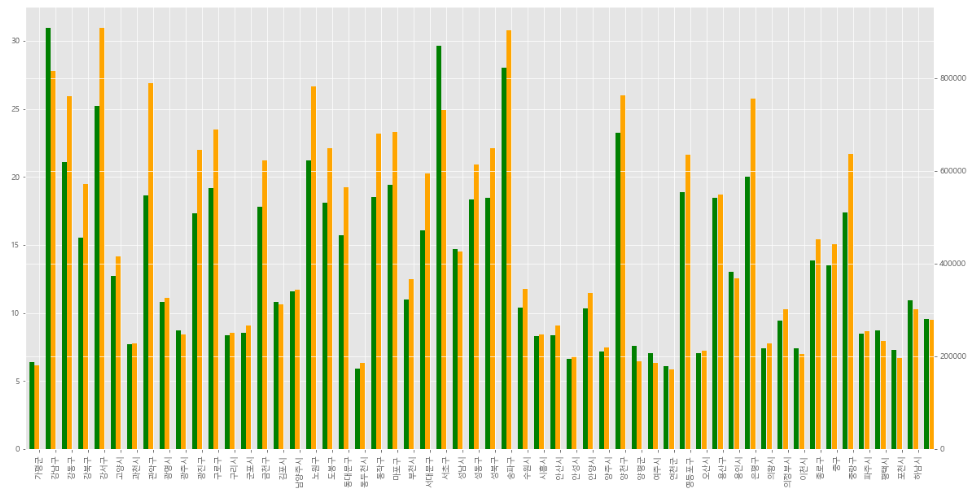 30
25
20
15
10
5
0
800000
600000
400000
200000
0
가평군
강남구
강동구
강북구
강서구
고양시
과천시
관악구
광명시
광주시
광진구
구로구
구리시
군포시
금천구
김포시
남양주시
노원구
도봉구
동대문구
동두천시
동작구
마포구
부천시
서대문구
서초구
성남시
성동구
성북구
송파구
수원시
시흥시
안산시
안성시
안양시
양주시
양천구
양평군
여주시
연천군
영등포구
오산시
용산구
용인시
은평구
의왕시
의정부시
이천시
종로구
중구
중랑구
파주시
평택시
포천시
하남시